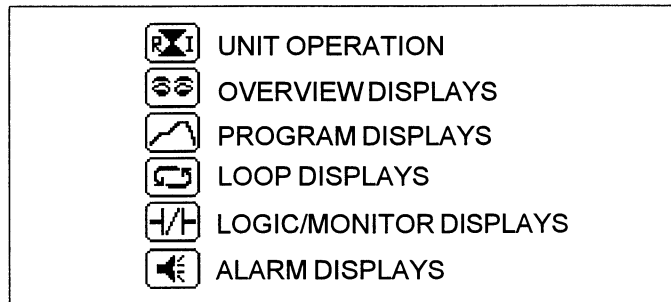 R I UNIT OPERATION
OVERVIEW DISPLAYS
PROGRAM DISPLAYS
LOOP DISPLAYS
LOGIC/MONITOR DISPLAYS
ALARM DISPLAYS